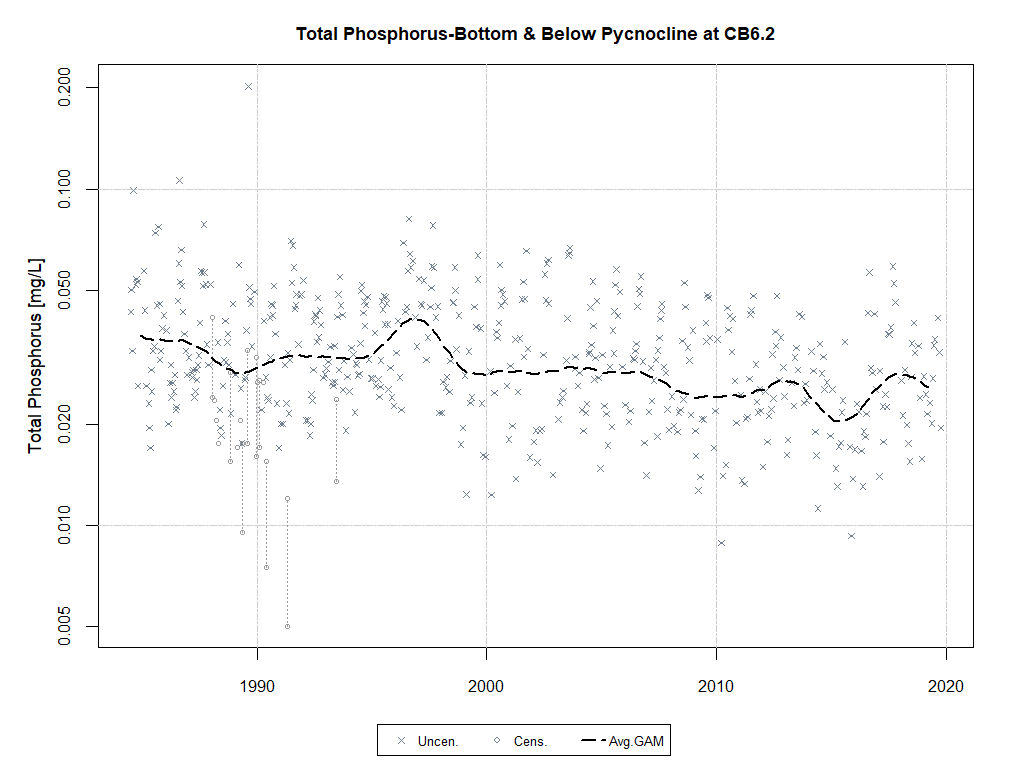 Total Phosphorus-Bottom & Below Pycnocline at CB6.2
Total Phosphorus [mg/L]
0.200
0.100
0.050
0.020
0.010
0.005
1990 2000 2010 2020
Uncen. Cens. Avg.GAM